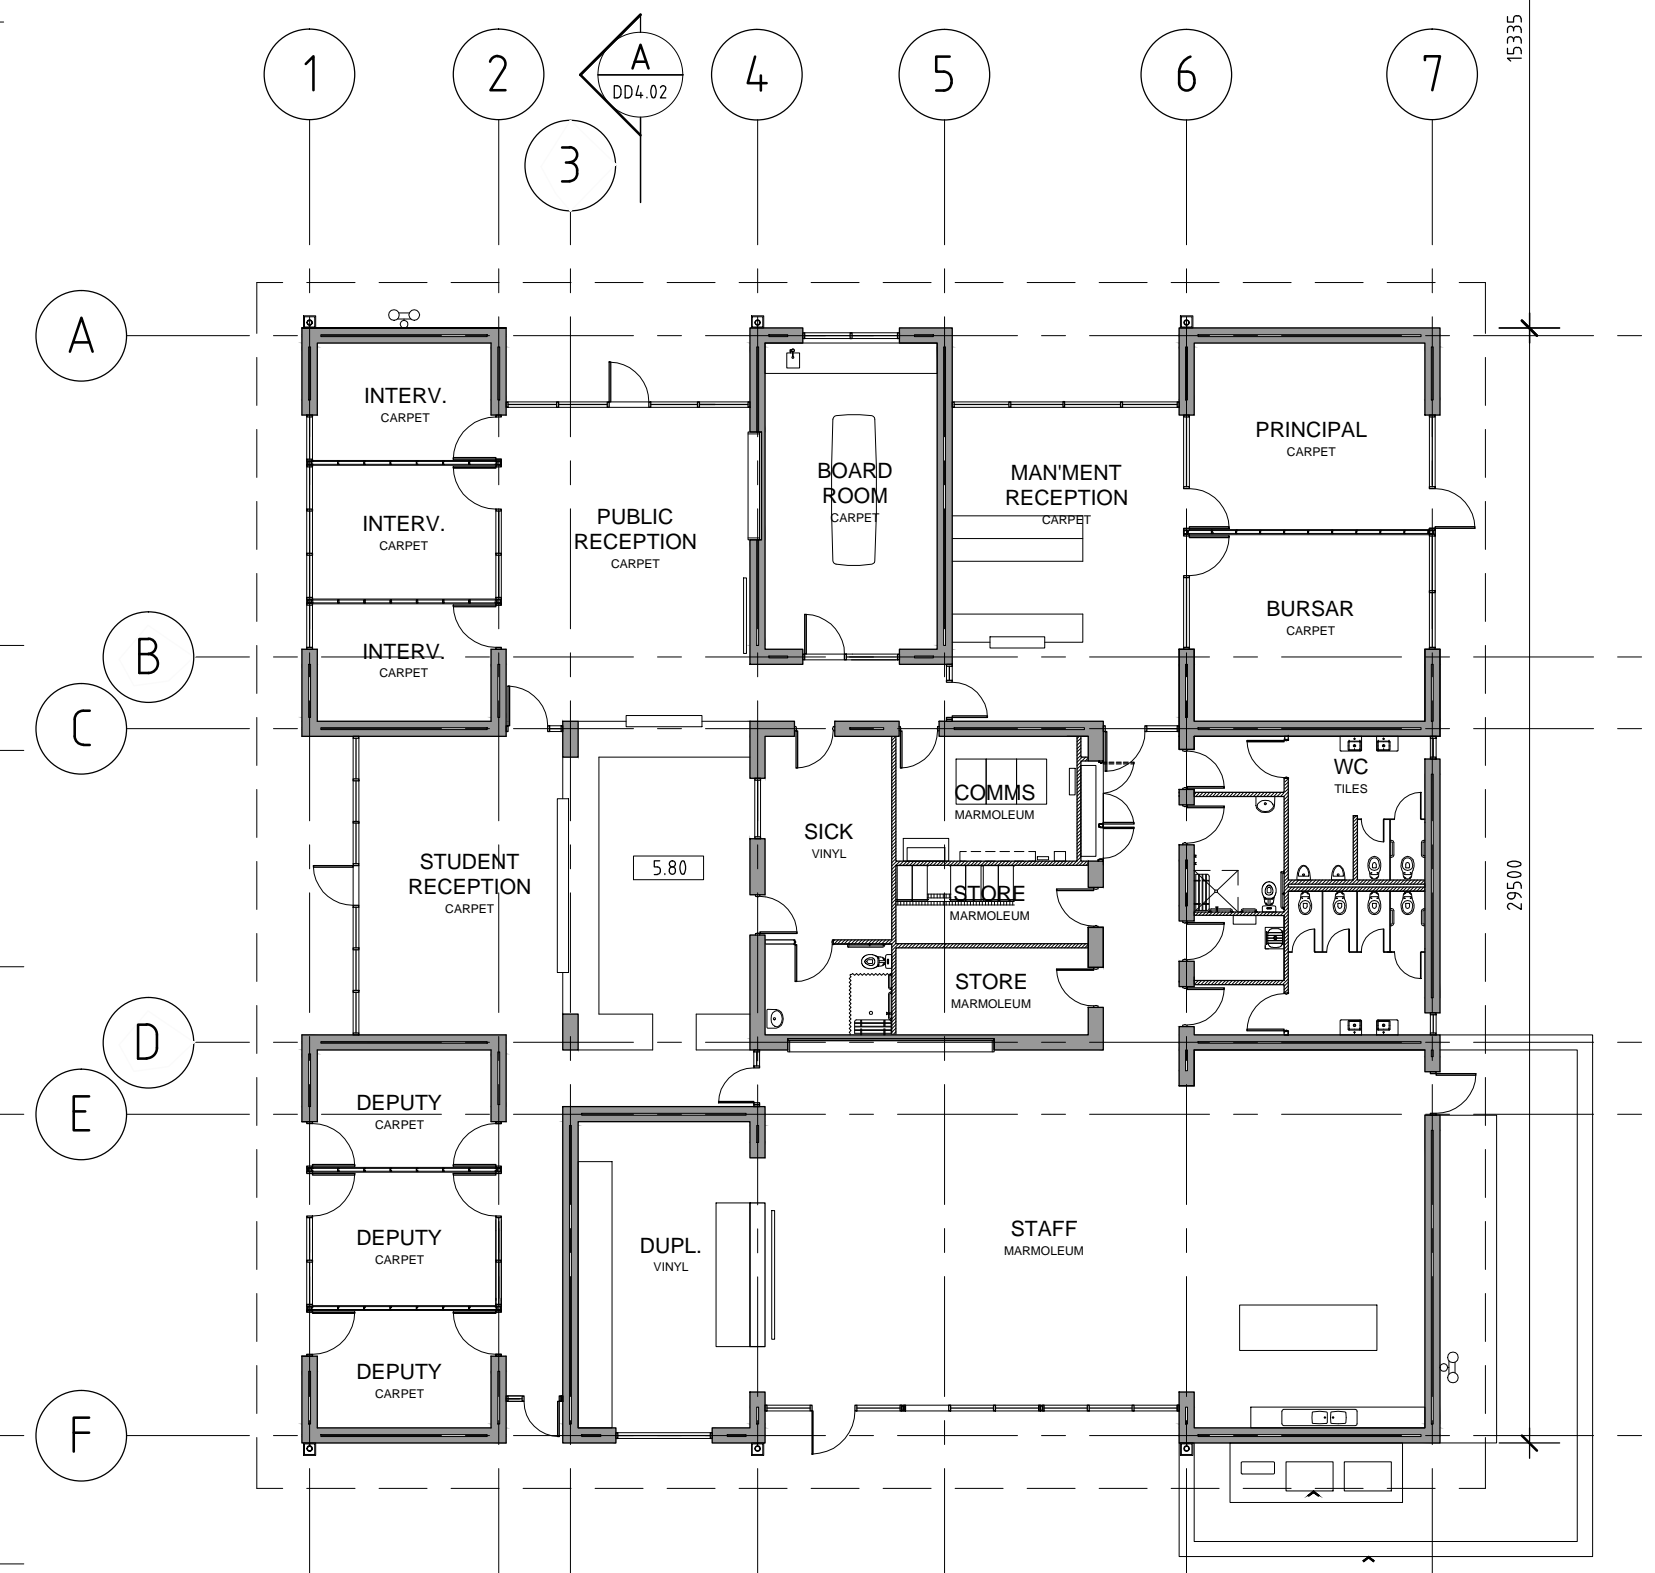 15335
1
2
A
DD4.02
4
5
6
7
3
A
INTERV.
CARPET
PRINCIPAL
CARPET
BOARD
ROOM
CARPET
MAN'MENT
RECEPTION
CARPET
INTERV.
CARPET
PUBLIC
RECEPTION
CARPET
BURSAR
CARPET
B
INTERV.
CARPET
C
WC
TILES
COMMS
MARMOLEUM
SICK
VINYL
STUDENT
RECEPTION
CARPET
5.80
STORE
MARMOLEUM
29500
STORE
MARMOLEUM
D
E
DEPUTY
CARPET
DEPUTY
CARPET
DUPL.
VINYL
STAFF
MARMOLEUM
DEPUTY
CARPET
F